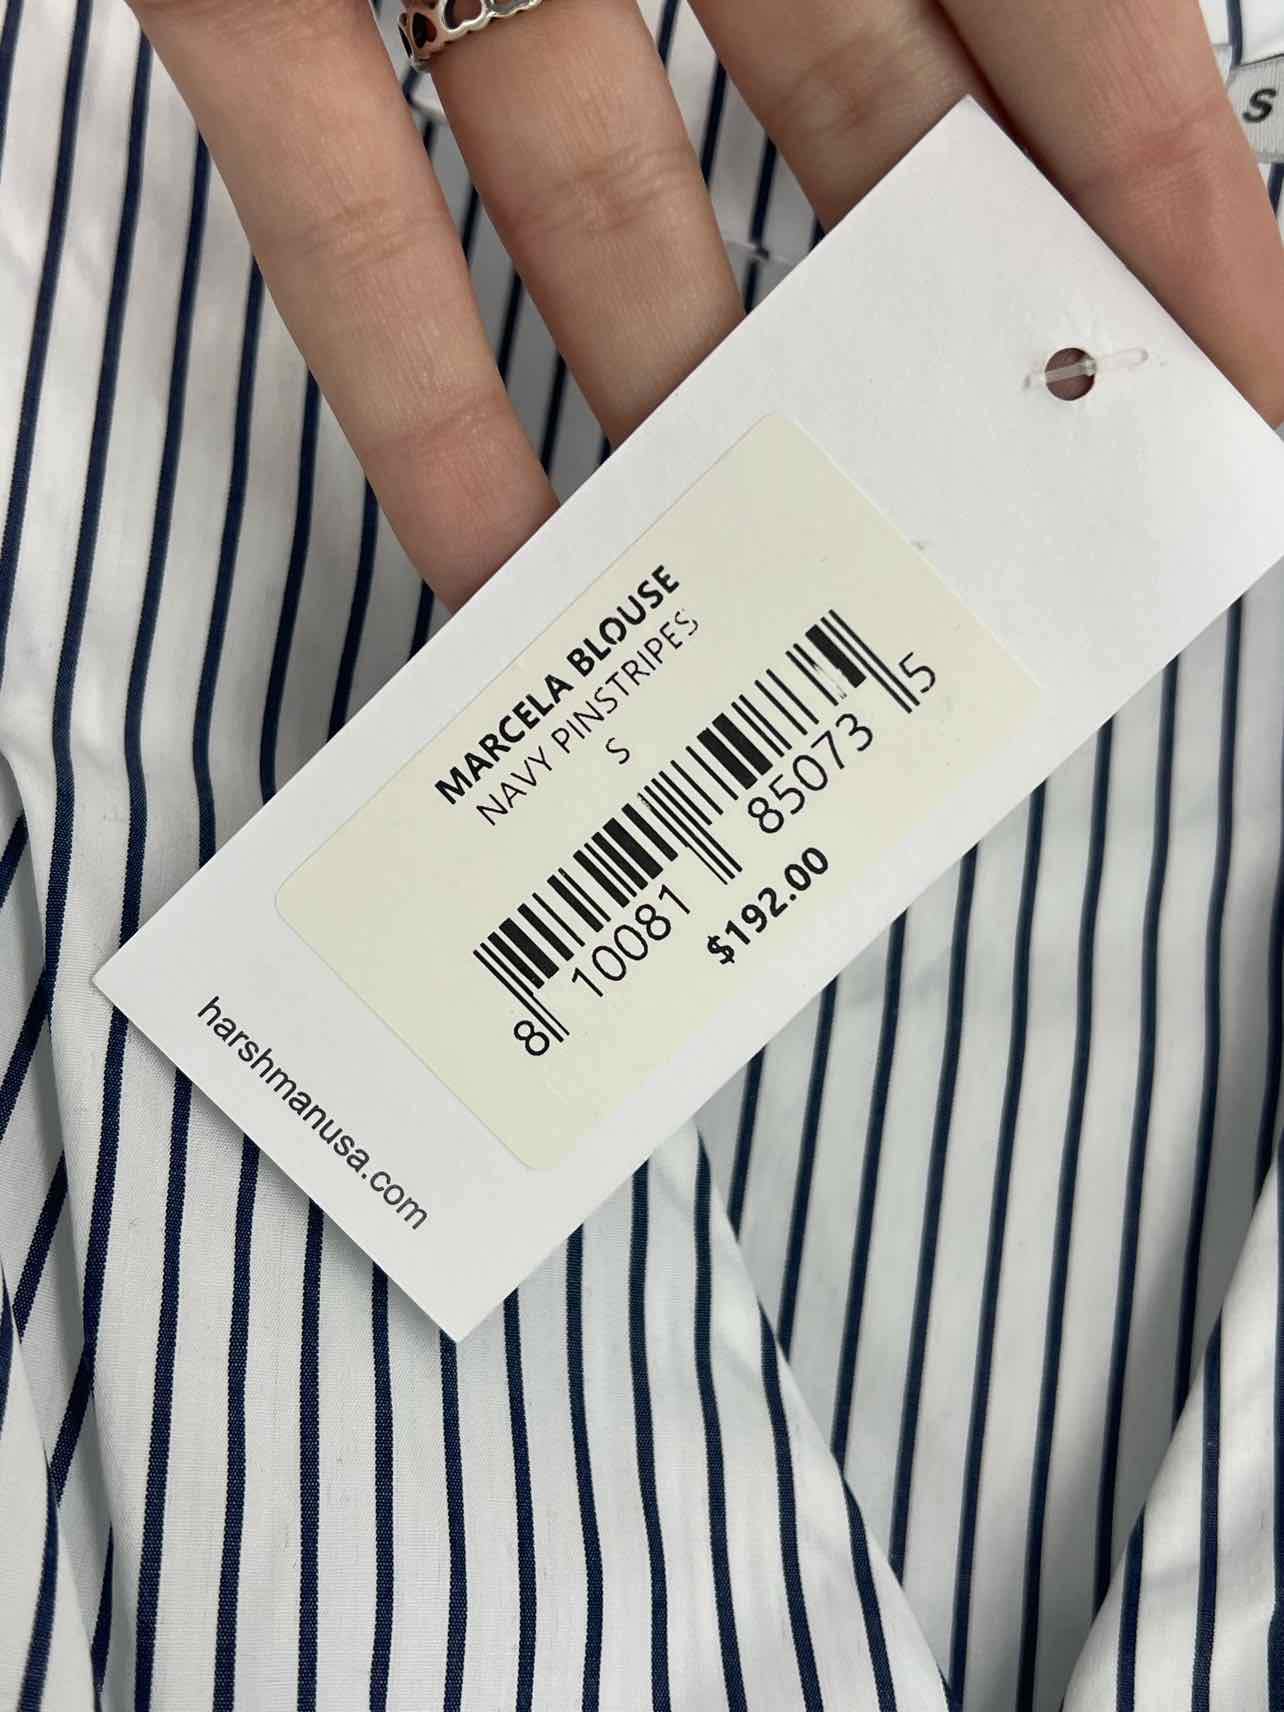 S
MARCELA BLOUSE
NAVY PINSTRIPES
S
8 10081 85073 5
$192.00
harshmanusa.com